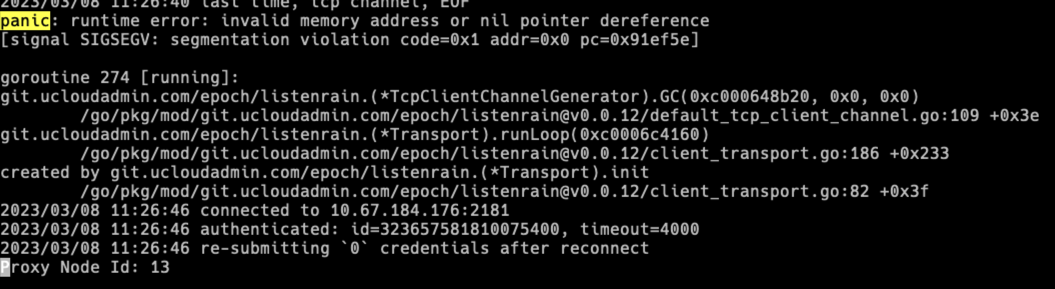 2023/03/08 11:26:40 last time, tcp channel, EOF
panic: runtime error: invalid memory address or nil pointer dereference
[signal SIGSEGV: segmentation violation code=0x1 addr=0x0 pc=0x91ef5e]
goroutine 274 [running]:
git.ucloudadmin.com/epoch/listenrain.(*TcpClientChannelGenerator).GC(0xc000648b20, 0x0, 0x0)
/go/pkg/mod/git.ucloudadmin.com/epoch/listenrain@v0.0.12/default_tcp_client_channel.go:109 +0x3e
git.ucloudadmin.com/epoch/listenrain.(*Transport).runLoop(0xc0006c4160)
/go/pkg/mod/git.ucloudadmin.com/epoch/listenrain@v0.0.12/client_transport.go:186 +0x233
created by git.ucloudadmin.com/epoch/listenrain.(*Transport).init
/go/pkg/mod/git.ucloudadmin.com/epoch/listenrain@v0.0.12/client_transport.go:82 +0x3f
2023/03/08 11:26:46 connected to 10.67.184.176:2181
2023/03/08 11:26:46 authenticated: id=323657581810075400, timeout=4000
2023/03/08 11:26:46 re-submitting `0` credentials after reconnect
Proxy Node Id: 13